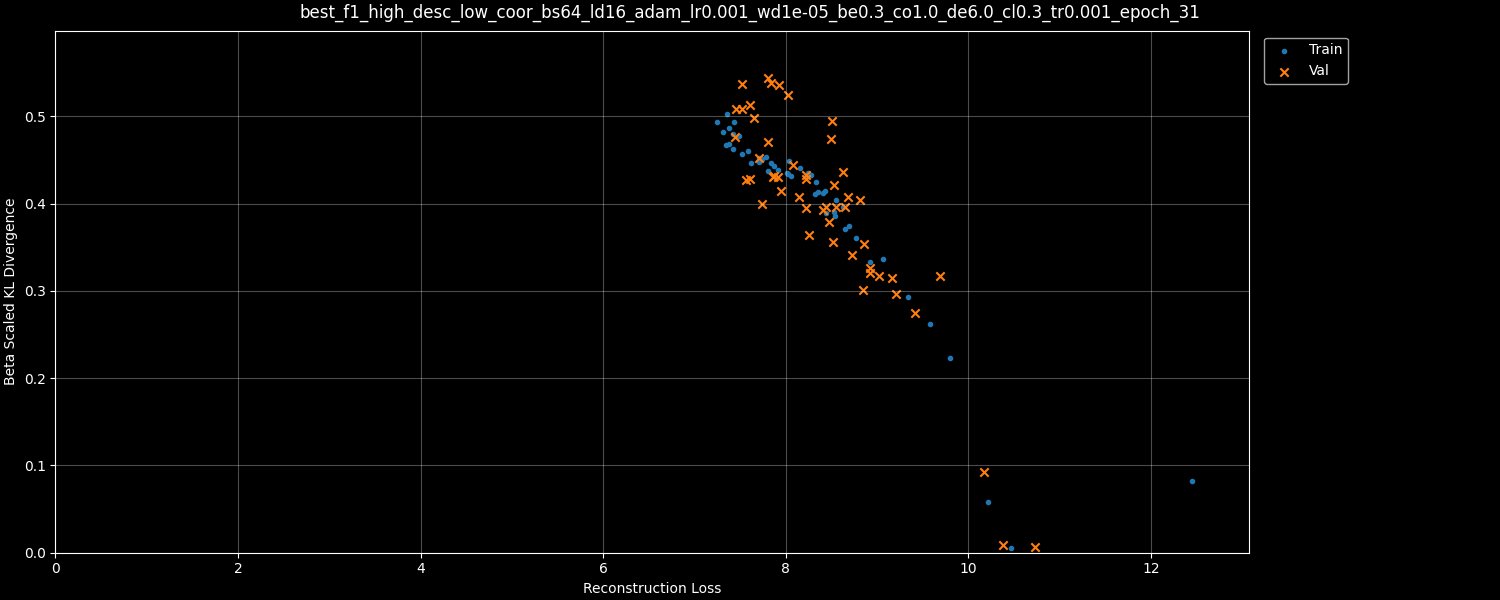 best_f1_high_desc_low_coor_bs64_ld16_adam_lr0.001_wd1e-05_be0.3_co1.0_de6.0_cl0.3_tr0.001_epoch_31
Train
Val
Beta Scaled KL Divergence
0.5
0.4
0.3
0.2
0.1
0.0
0
2
4
6
8
10
12
Reconstruction Loss